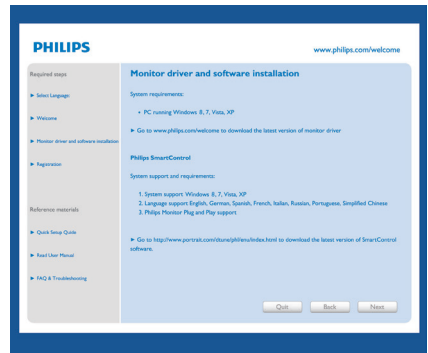 PHILIPS
www.philips.com/welcome
Required steps
Select Language:
Welcome
Monitor driver and software installation
Registration
Reference materials
Quick Setup Quide
Read User Manual
FAQ & Troubleshooting
Monitor driver and software installation
System requirements:
• PC running Windows 8, 7, Vista, XP
Go to www.philips.com/welcome to download the latest version of monitor driver
Philips SmartControl
System support and requirements:
1. System support Windows 8, 7, Vista, XP
2. Language support English, German, Spanish, French, Italian, Russian, Portuguese, Simplified Chinese
3. Philips Monitor Plug and Play support
Go to http://www.portrait.com/dtune/phl/enu/index.html to download the latest version of SmartControl
software.
Quit
Back
Next